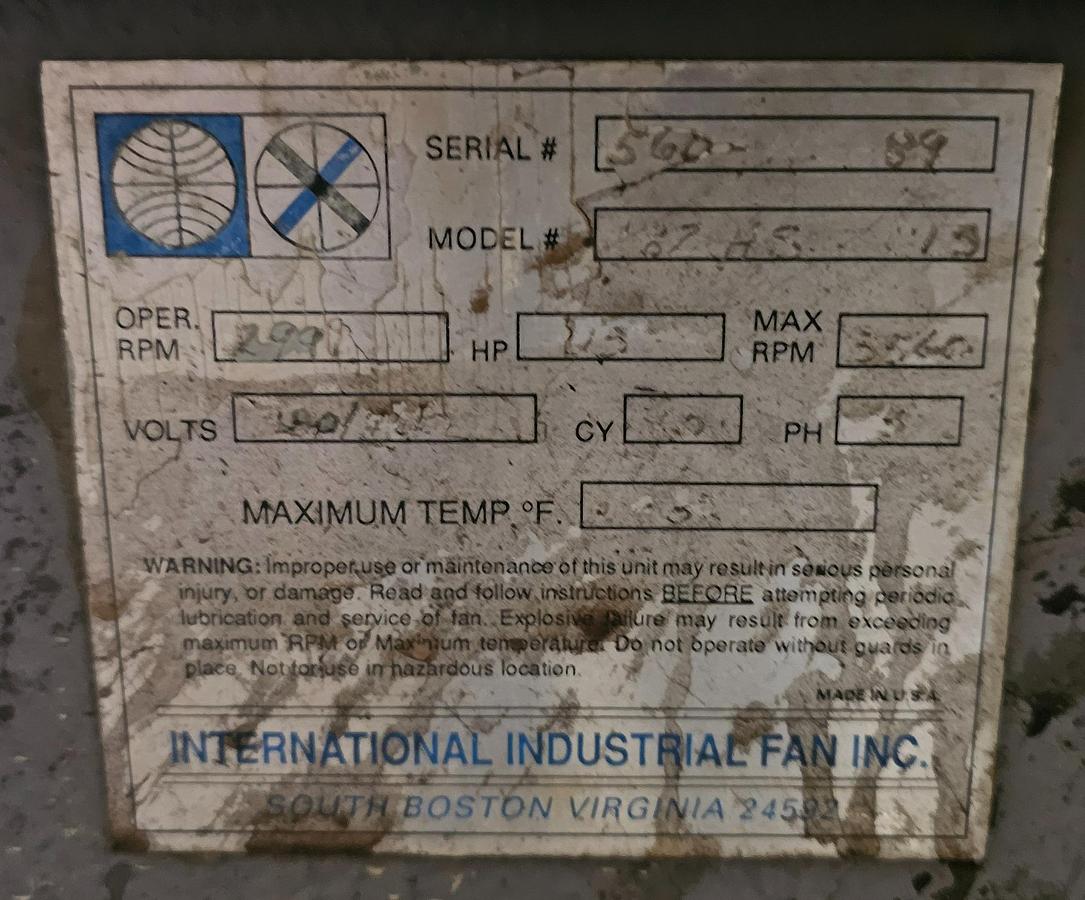 SERIAL # 560- 89
MODEL #
OPER. RPM
HP
MAX RPM 3560
VOLTS
CY
PH
MAXIMUM TEMP. °F.
WARNING: Improper use or maintenance of this unit may result in serious personal
injury, or damage. Read and follow instructions BEFORE attempting periodic
lubrication and service of fan. Explosive failure may result from exceeding
maximum RPM or Maximum temperature. Do not operate without guards in
place. Not for use in hazardous location.
MADE IN U.S.A.
INTERNATIONAL INDUSTRIAL FAN INC.
SOUTH BOSTON VIRGINIA 24592